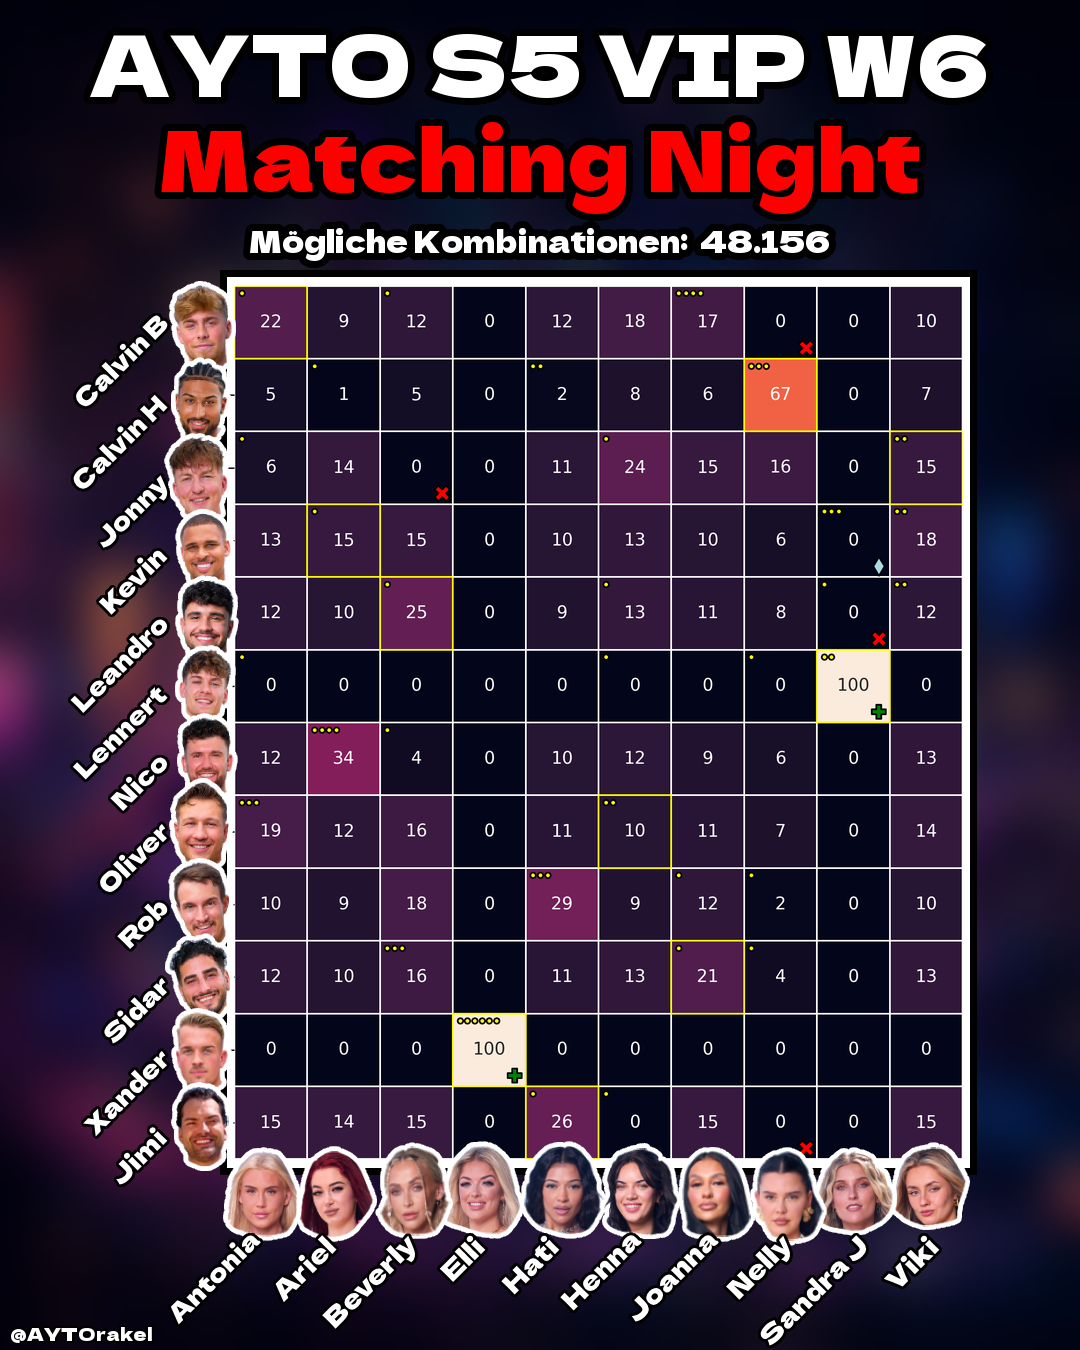 AYTO S5 VIP W6
Matching Night
Mögliche Kombinationen: 48.156
Calvin B 22 9 12 0 12 18 17 0 0 10
Calvin H 5 1 5 0 2 8 6 67 0 7
Jonny 6 14 0 0 11 24 15 16 0 15
Kevin 13 15 15 0 10 13 10 6 0 18
Leandro 12 10 25 0 9 13 11 8 0 12
Lennert 0 0 0 0 0 0 0 0 100 0
Nico 12 34 4 0 10 12 9 6 0 13
Oliver 19 12 16 0 11 10 11 7 0 14
Rob 10 9 18 0 29 9 12 2 0 10
Sidar 12 10 16 0 11 13 21 4 0 13
Xander 0 0 0 100 0 0 0 0 0 0
Jimi 15 14 15 0 26 0 15 0 0 15
Antonia Ariel Beverly Elli Hati Henna Joanna Nelly Sandra J Viki
@AYTOrakel